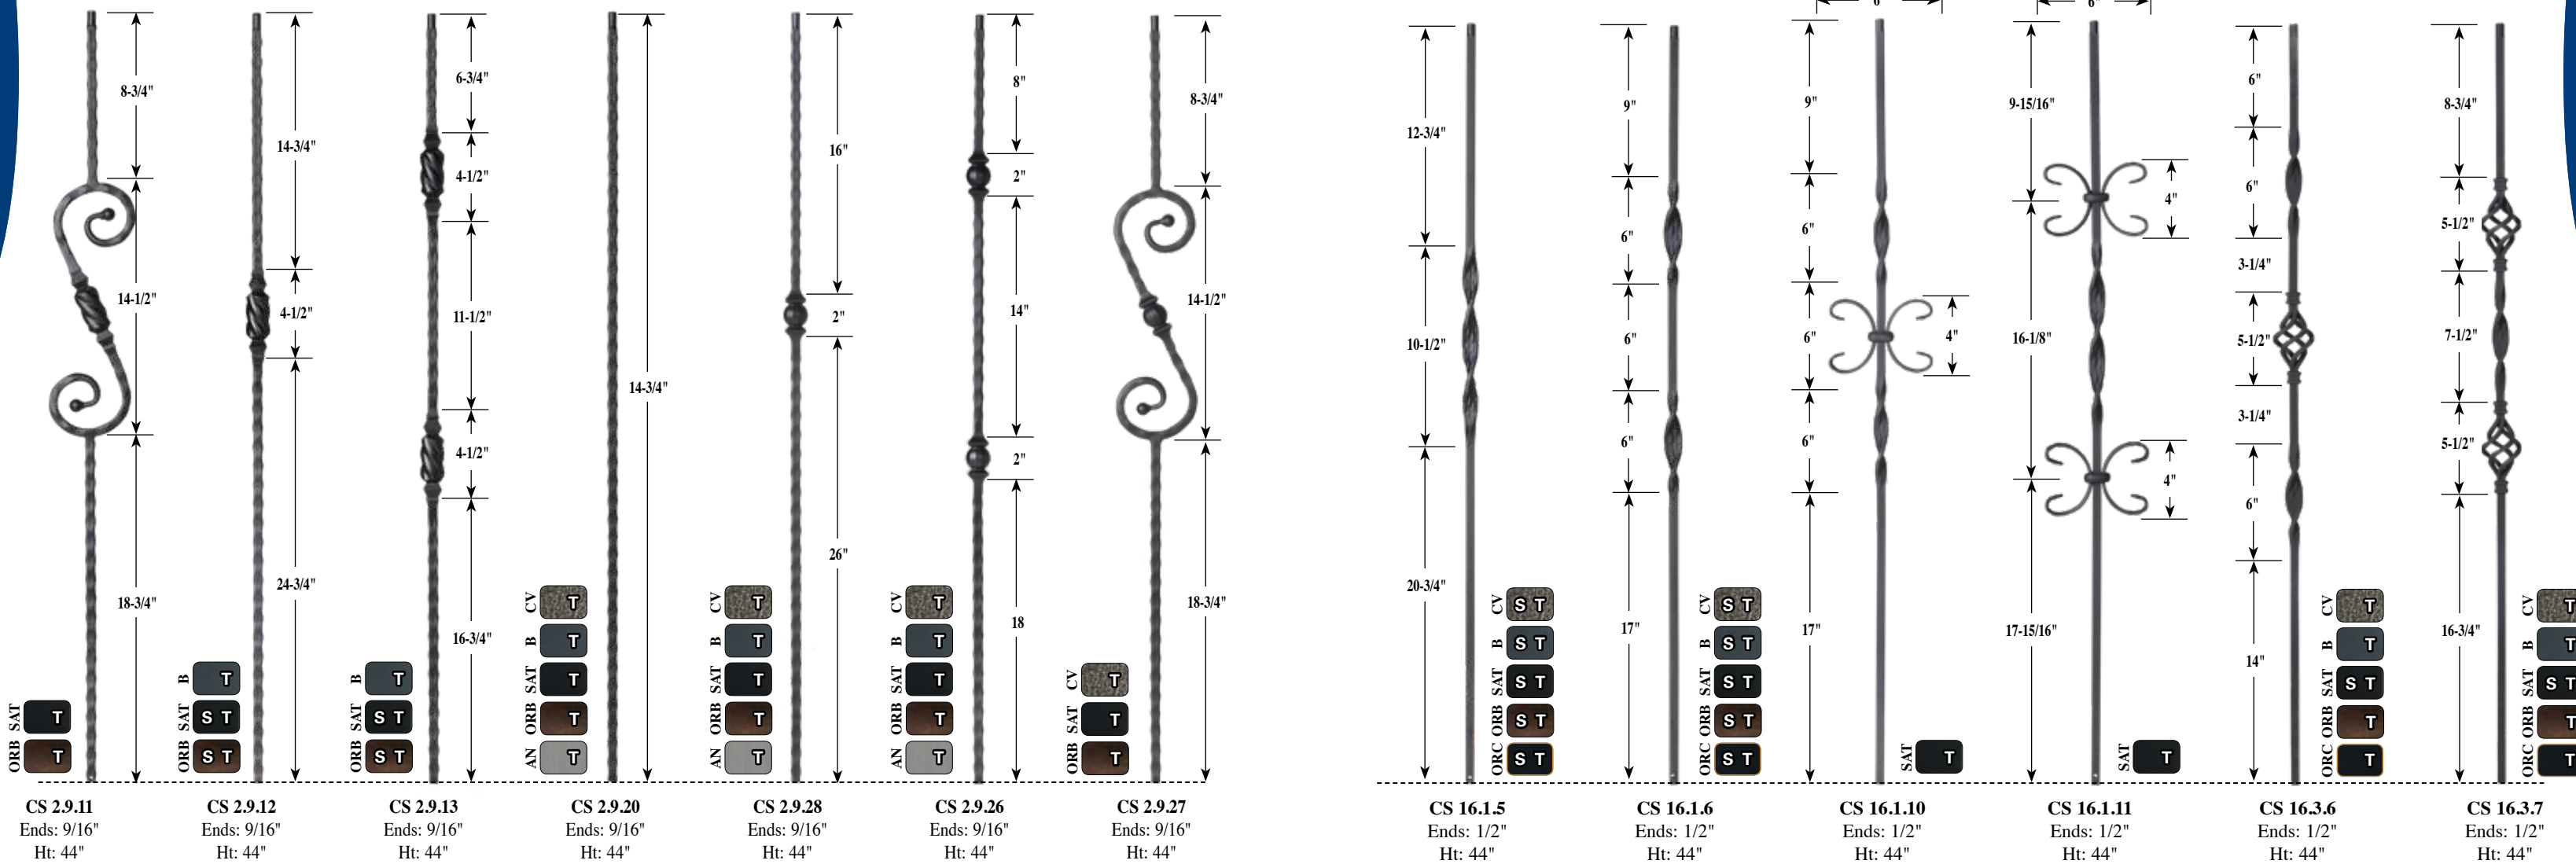 8-3/4"
14-1/2"
18-3/4"
SAT T
ORB T
CS 2.9.11
Ends: 9/16"
Ht: 44"
14-3/4"
4-1/2"
24-3/4"
B T
SAT S T
ORB S T
CS 2.9.12
Ends: 9/16"
Ht: 44"
6-3/4"
4-1/2"
11-1/2"
4-1/2"
16-3/4"
B T
SAT S T
ORB S T
CS 2.9.13
Ends: 9/16"
Ht: 44"
14-3/4"
CV T
B T
SAT T
ORB T
AN T
CS 2.9.20
Ends: 9/16"
Ht: 44"
16"
2"
26"
CV T
B T
SAT T
ORB T
AN T
CS 2.9.28
Ends: 9/16"
Ht: 44"
8"
2"
14"
2"
18
CV T
B T
SAT T
ORB T
AN T
CS 2.9.26
Ends: 9/16"
Ht: 44"
8-3/4"
14-1/2"
18-3/4"
CV T
SAT T
ORB T
CS 2.9.27
Ends: 9/16"
Ht: 44"
12-3/4"
10-1/2"
20-3/4"
CV S T
B S T
SAT S T
ORB S T
ORC S T
CS 16.1.5
Ends: 1/2"
Ht: 44"
9"
6"
6"
6"
17"
CV S T
B S T
SAT S T
ORB S T
ORC S T
CS 16.1.6
Ends: 1/2"
Ht: 44"
6"
9"
6"
6"
4"
6"
17"
SAT T
CS 16.1.10
Ends: 1/2"
Ht: 44"
6"
9-15/16"
4"
16-1/8"
4"
17-15/16"
SAT T
CS 16.1.11
Ends: 1/2"
Ht: 44"
6"
6"
3-1/4"
5-1/2"
3-1/4"
6"
14"
CV T
B T
SAT S T
ORB T
ORC T
CS 16.3.6
Ends: 1/2"
Ht: 44"
8-3/4"
5-1/2"
7-1/2"
5-1/2"
16-3/4"
CV T
B T
SAT S T
ORB T
ORC T
CS 16.3.7
Ends: 1/2"
Ht: 44"